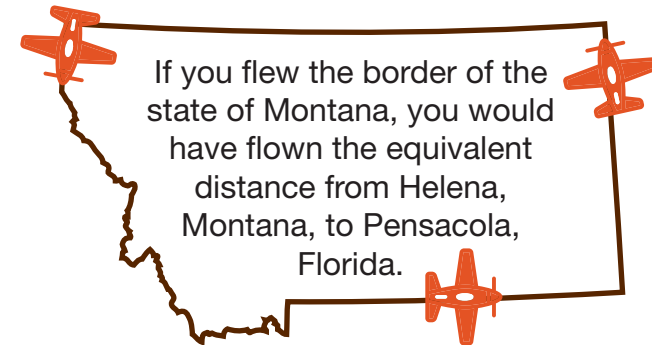 If you flew the border of the
state of Montana, you would
have flown the equivalent
distance from Helena,
Montana, to Pensacola,
Florida.